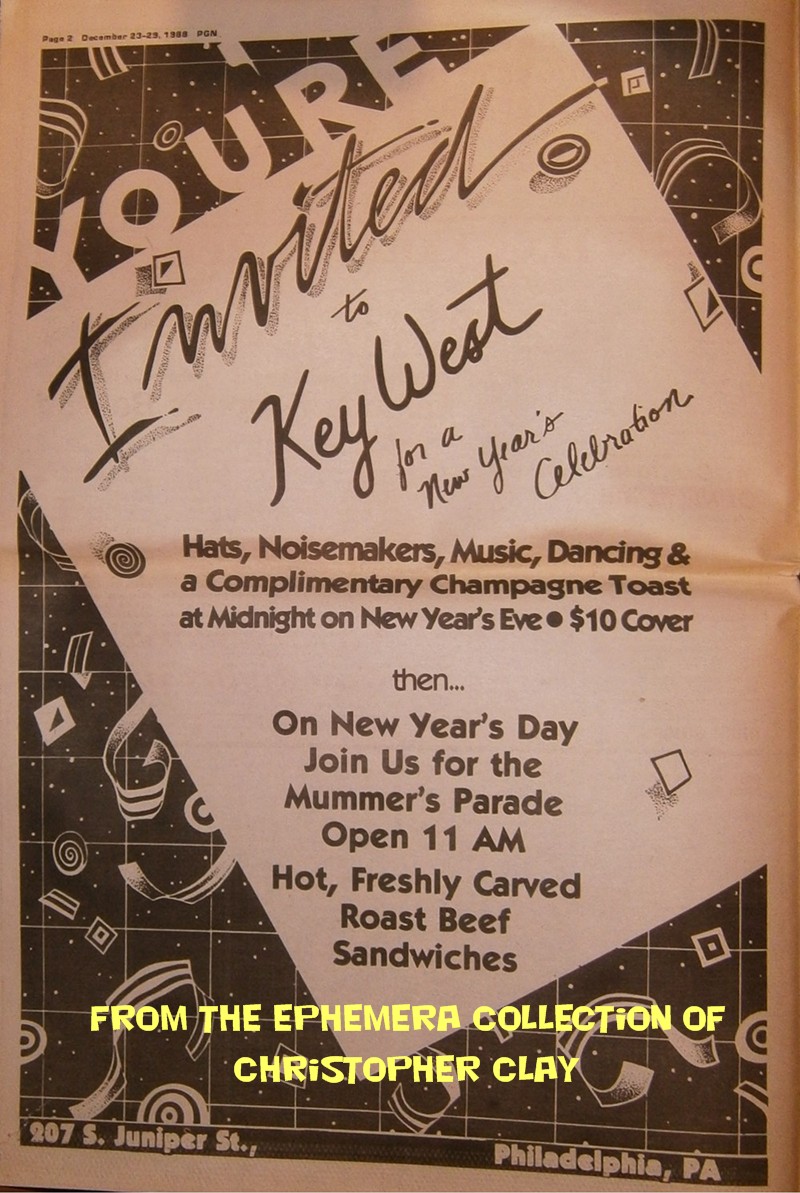 Page 2 December 23-29, 1988 PGN
YOU'RE
Invited
to
Key West
for a
New Year's
Celebration
Hats, Noisemakers, Music, Dancing &
a Complimentary Champagne Toast
at Midnight on New Year's Eve ● $10 Cover
then...
On New Year's Day
Join Us for the
Mummer's Parade
Open 11 AM
Hot, Freshly Carved
Roast Beef
Sandwiches
FROM THE EPHEMERA COLLECTION OF
CHRISTOPHER CLAY
207 S. Juniper St., Philadelphia, PA